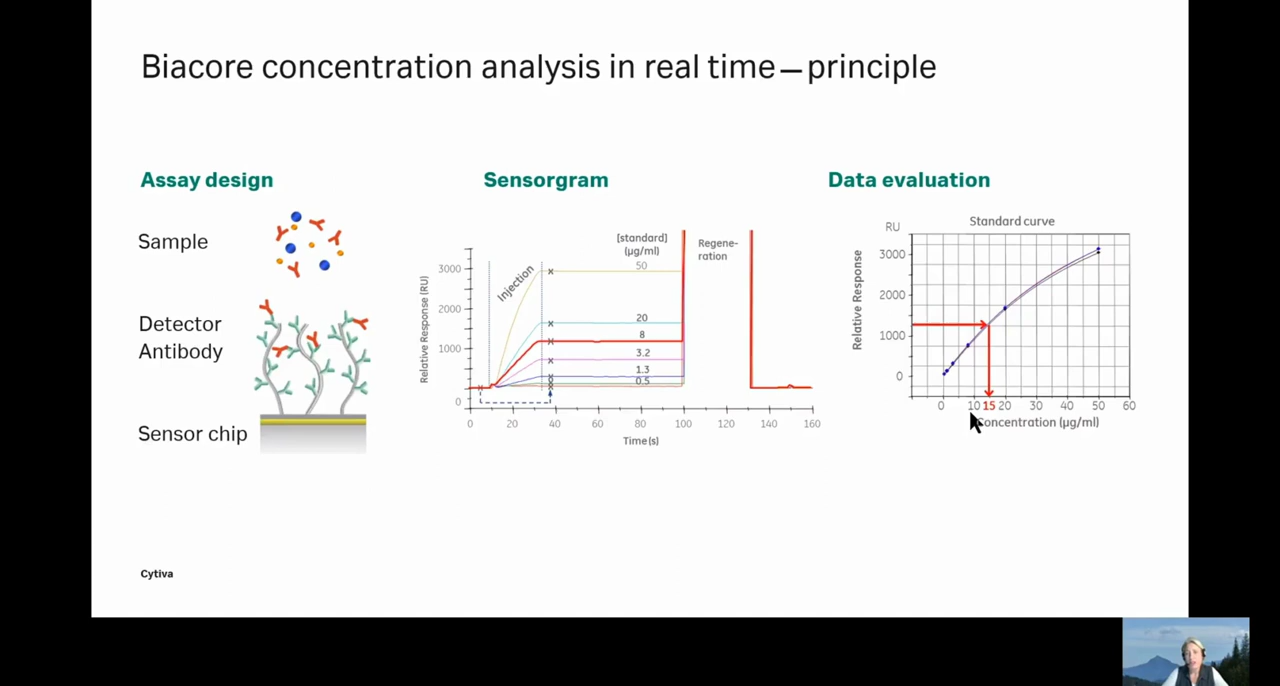 Biacore concentration analysis in real time—principle
Assay design
Sample
Detector
Antibody
Sensor chip
Sensorgram
Relative Response (RU)
3000
2000
1000
0
Injection
[standard]
(µg/ml)
50
20
8
3.2
1.3
0.5
Regene-
ration
0 20 40 60 80 100 120 140 160
Time(s)
Data evaluation
Standard curve
RU
Relative Response
3000
2000
1000
0
0 10 15 20 30 40 50 60
Concentration (µg/ml)
Cytiva